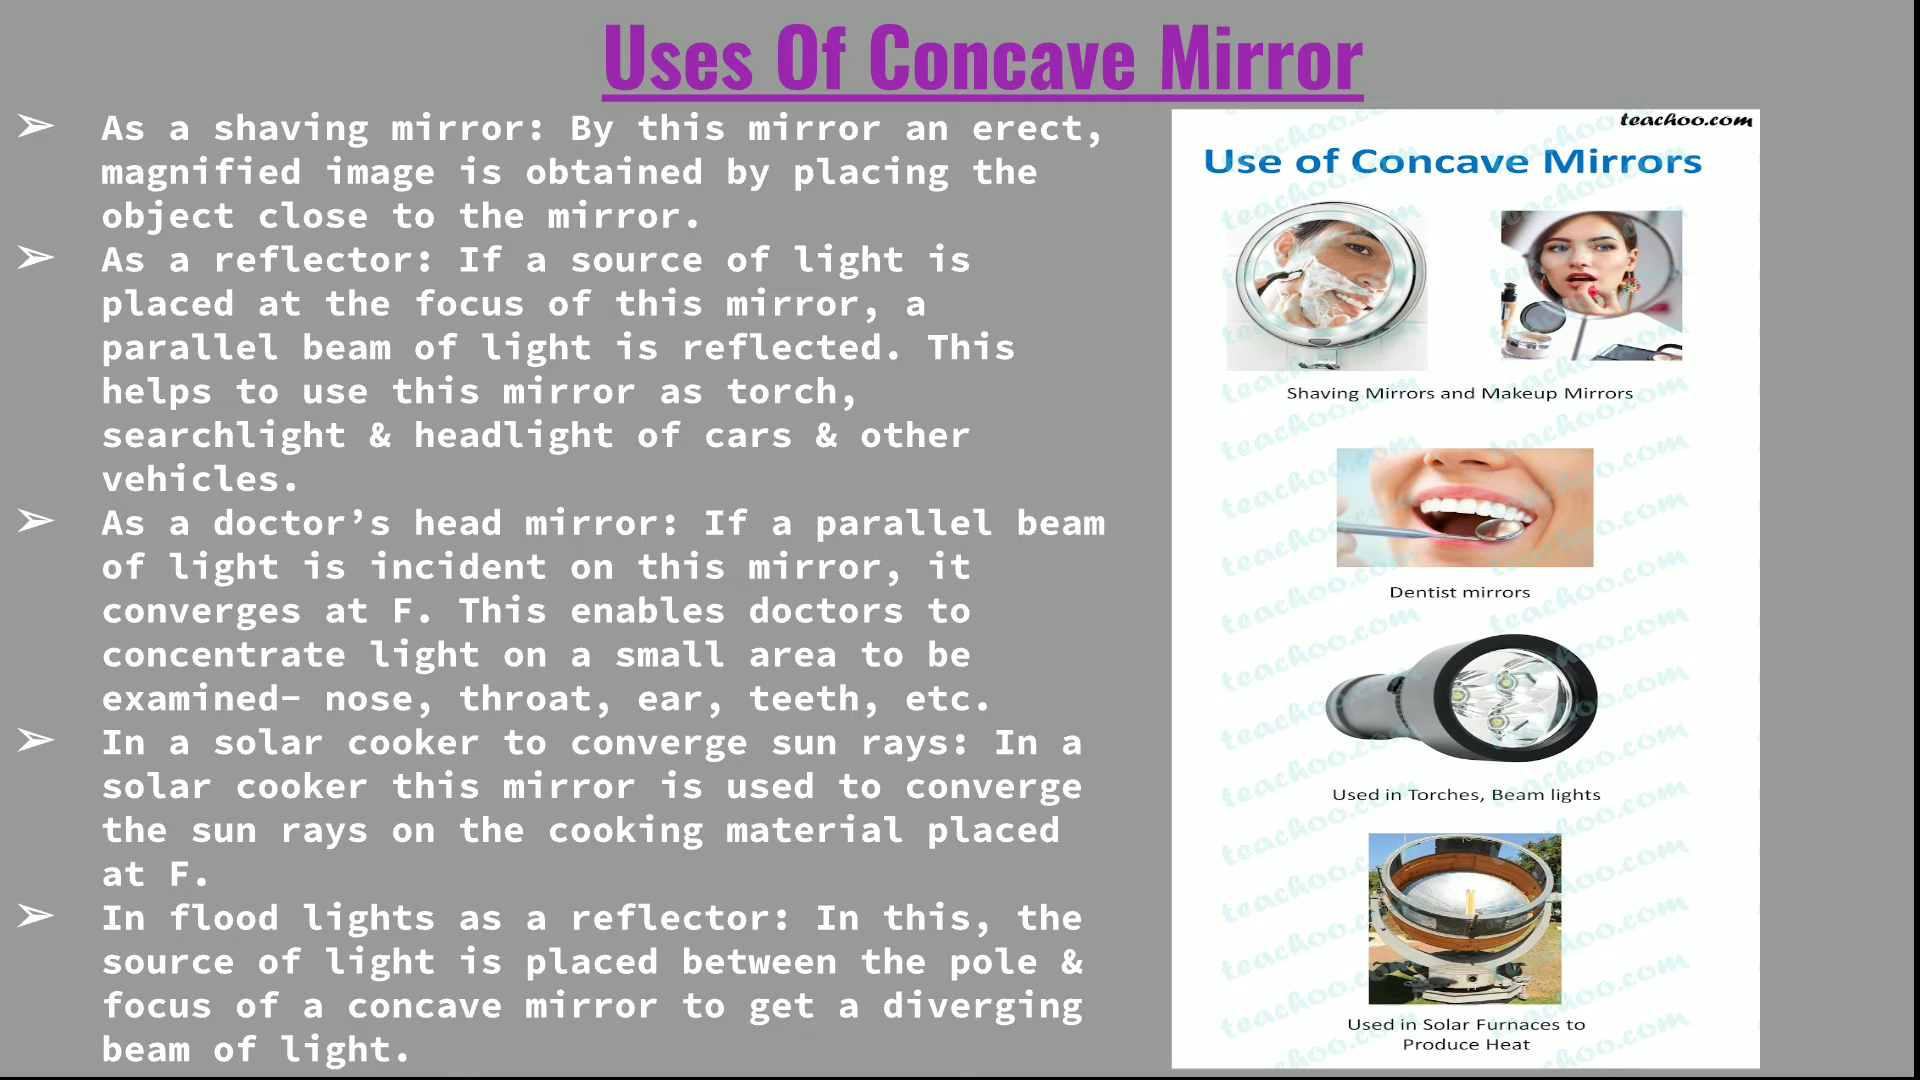 Uses Of Concave Mirror
➢ As a shaving mirror: By this mirror an erect,
magnified image is obtained by placing the
object close to the mirror.
➢ As a reflector: If a source of light is
placed at the focus of this mirror, a
parallel beam of light is reflected. This
helps to use this mirror as torch,
searchlight & headlight of cars & other
vehicles.
➢ As a doctor’s head mirror: If a parallel beam
of light is incident on this mirror, it
converges at F. This enables doctors to
concentrate light on a small area to be
examined– nose, throat, ear, teeth, etc.
➢ In a solar cooker to converge sun rays: In a
solar cooker this mirror is used to converge
the sun rays on the cooking material placed
at F.
➢ In flood lights as a reflector: In this, the
source of light is placed between the pole &
focus of a concave mirror to get a diverging
beam of light.
teachoo.com
Use of Concave Mirrors
Shaving Mirrors and Makeup Mirrors
Dentist mirrors
Used in Torches, Beam lights
Used in Solar Furnaces to
Produce Heat